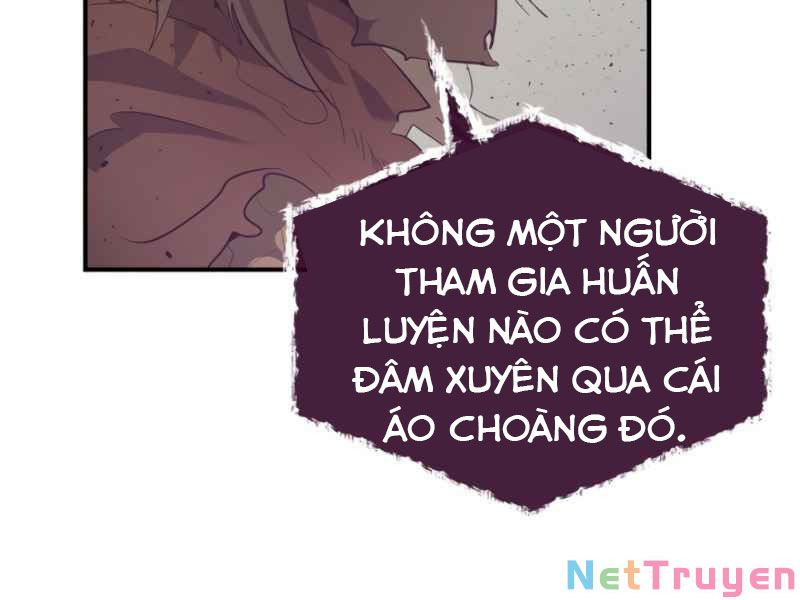 KHÔNG MỘT NGƯỜI
THAM GIA HUẤN
LUYỆN NÀO CÓ THỂ
ĐÂM XUYÊN QUA CÁI
ÁO CHOÀNG ĐÓ.
NetTruyen